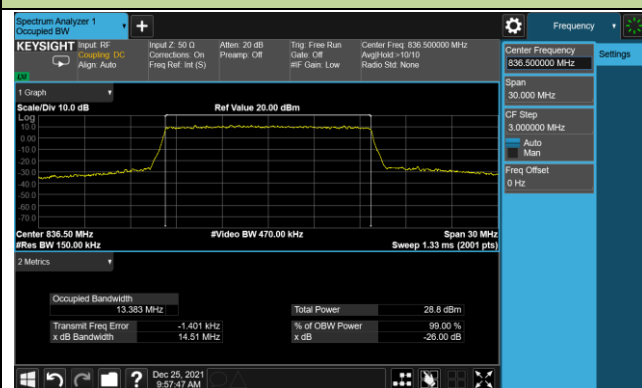 Spectrum Analyzer 1
Occupied BW
Frequency
KEYSIGHT
Input: RF
Coupling: DC
Align: Auto
Input Z: 50 Ω
Corrections: On
Freq Ref: Int (S)
Atten: 20 dB
Preamp: Off
Trig: Free Run
Gate: Off
#IF Gain: Low
Center Freq: 836.500000 MHz
Avg|Hold:>10/10
Radio Std: None
LXI
Center Frequency
836.500000 MHz
Settings
Span
30.000 MHz
CF Step
3.000000 MHz
Auto
Man
Freq Offset
0 Hz
1 Graph
Scale/Div 10.0 dB
Ref Value 20.00 dBm
Log
10.0
0.00
-10.0
-20.0
-30.0
-40.0
-50.0
-60.0
-70.0
Center 836.50 MHz
#Video BW 470.00 kHz
Span 30 MHz
#Res BW 150.00 kHz
Sweep 1.33 ms (2001 pts)
2 Metrics
Occupied Bandwidth
13.383 MHz
Total Power
28.8 dBm
Transmit Freq Error
-1.401 kHz
% of OBW Power
99.00 %
x dB Bandwidth
14.51 MHz
x dB
-26.00 dB
?
Dec 25, 2021
9:57:47 AM